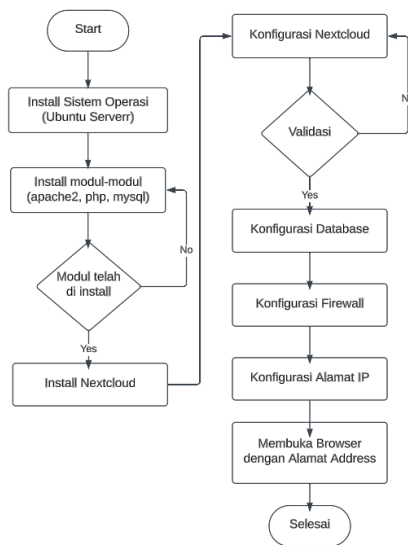 Start
Install Sistem Operasi
(Ubuntu Serverr)
Install modul-modul
(apache2, php, mysql)
No
Modul telah
di install
Yes
Install Nextcloud
Konfigurasi Nextcloud
Validasi
Yes
Konfigurasi Database
Konfigurasi Firewall
Konfigurasi Alamat IP
Membuka Browser
dengan Alamat Address
Selesai